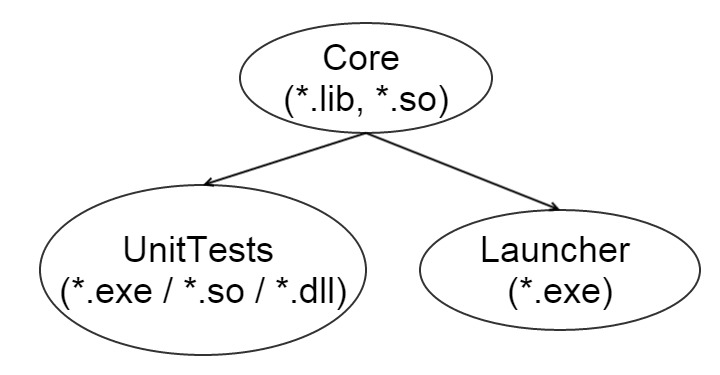 Core
(*.lib, *.so)
UnitTests
(*.exe / *.so / *.dll)
Launcher
(*.exe)